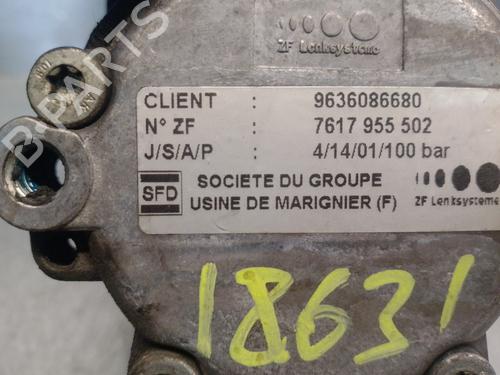 ZF Lenksysteme
CLIENT : 9636086680
N° ZF : 7617 955 502
J/S/A/P : 4/14/01/100 bar
SFD SOCIETE DU GROUPE
USINE DE MARIGNIER (F) ZF Lenksysteme
18631
B-PARTS